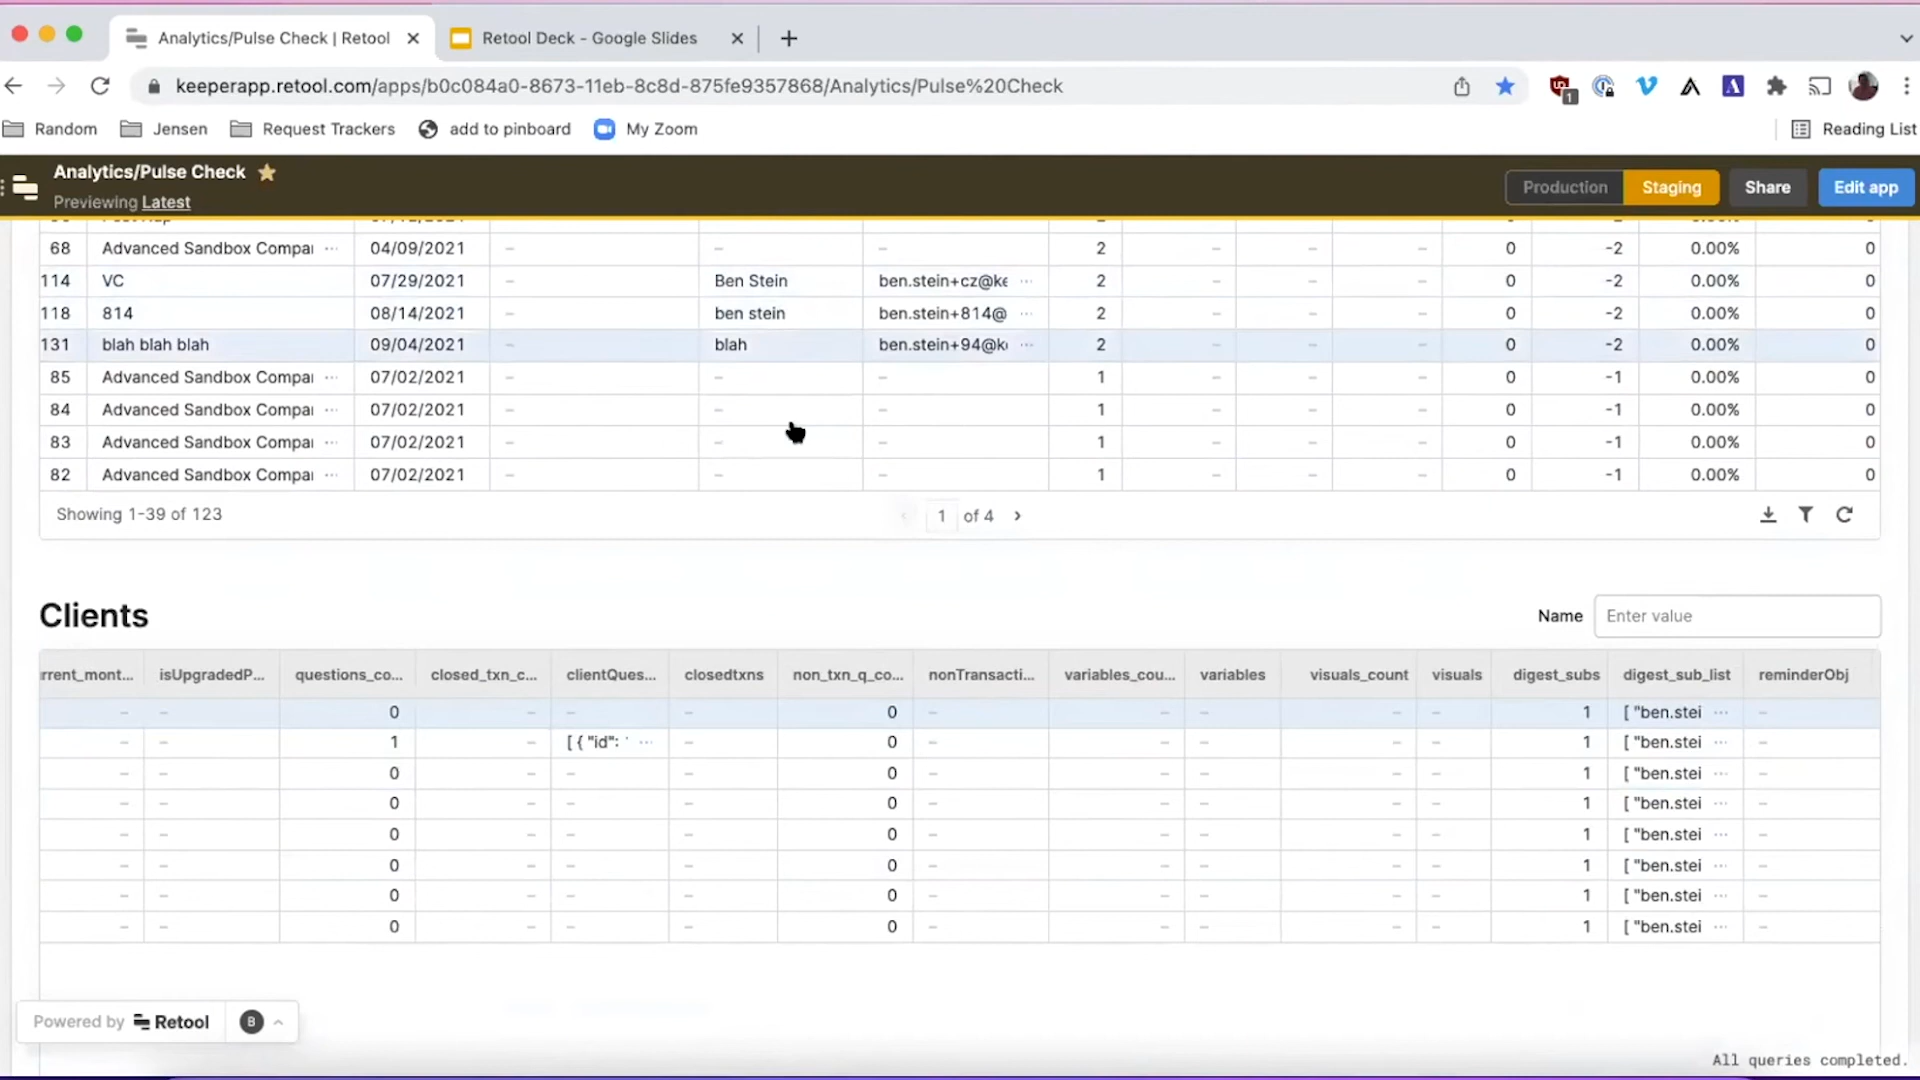 Analytics/Pulse Check | Retool
Retool Deck - Google Slides
keeperapp.retool.com/apps/b0c084a0-8673-11eb-8c8d-875fe9357868/Analytics/Pulse%20Check
1
Random Jensen Request Trackers add to pinboard My Zoom Reading List
Analytics/Pulse Check
Previewing Latest
Production Staging Share Edit app
68 Advanced Sandbox Compar ··· 04/09/2021 – – – 2 – – – 0 -2 0.00% 0
114 VC 07/29/2021 – Ben Stein ben.stein+cz@ke ··· 2 – – – 0 -2 0.00% 0
118 814 08/14/2021 – ben stein ben.stein+814@ ··· 2 – – – 0 -2 0.00% 0
131 blah blah blah 09/04/2021 – blah ben.stein+94@k ··· 2 – – – 0 -2 0.00% 0
85 Advanced Sandbox Compar ··· 07/02/2021 – – – 1 – – – 0 -1 0.00% 0
84 Advanced Sandbox Compar ··· 07/02/2021 – – – 1 – – – 0 -1 0.00% 0
83 Advanced Sandbox Compar ··· 07/02/2021 – – – 1 – – – 0 -1 0.00% 0
82 Advanced Sandbox Compar ··· 07/02/2021 – – – 1 – – – 0 -1 0.00% 0
Showing 1-39 of 123
1 of 4
Clients
Name Enter value
rrent_mont... isUpgradedP... questions_co... closed_txn_c... clientQues... closedtxns non_txn_q_co... nonTransacti... variables_cou... variables visuals_count visuals digest_subs digest_sub_list reminderObj
– – 0 – – – 0 – – – – – 1 [ "ben.stei ··· –
– – 1 – [ { "id": ' ··· – 0 – – – – – 1 [ "ben.stei ··· –
– – 0 – – – 0 – – – – – 1 [ "ben.stei ··· –
– – 0 – – – 0 – – – – – 1 [ "ben.stei ··· –
– – 0 – – – 0 – – – – – 1 [ "ben.stei ··· –
– – 0 – – – 0 – – – – – 1 [ "ben.stei ··· –
– – 0 – – – 0 – – – – – 1 [ "ben.stei ··· –
– – 0 – – – 0 – – – – – 1 [ "ben.stei ··· –
Powered by Retool B
All queries completed.